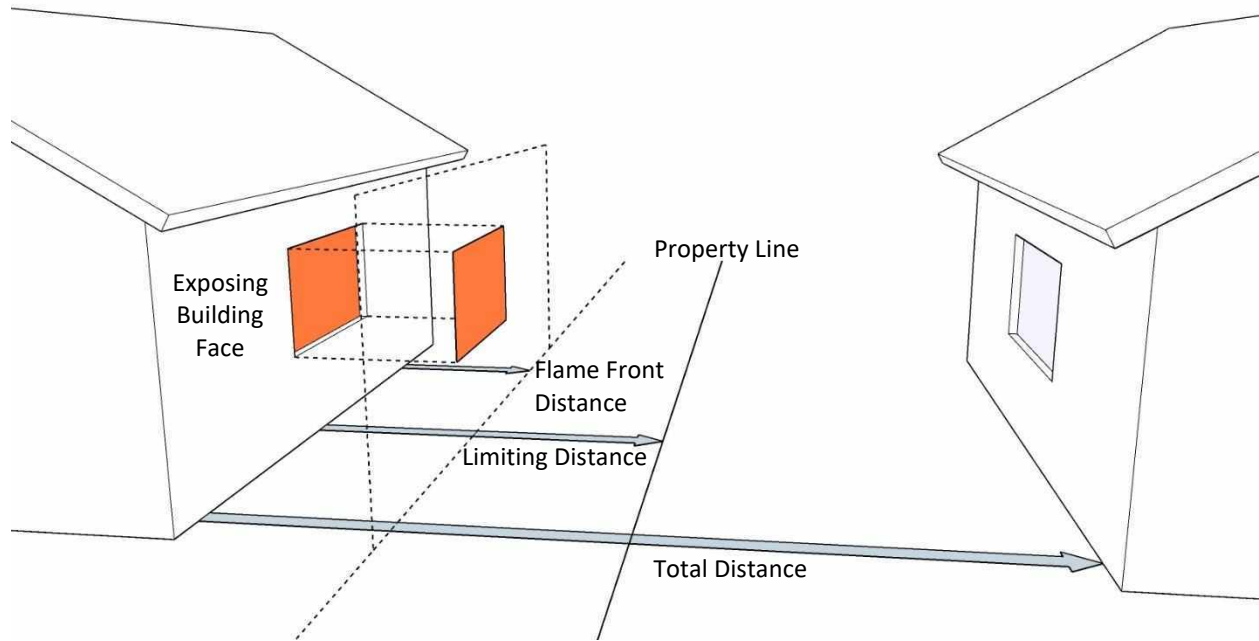 Property Line
Exposing
Building
Face
Flame Front
Distance
Limiting Distance
Total Distance